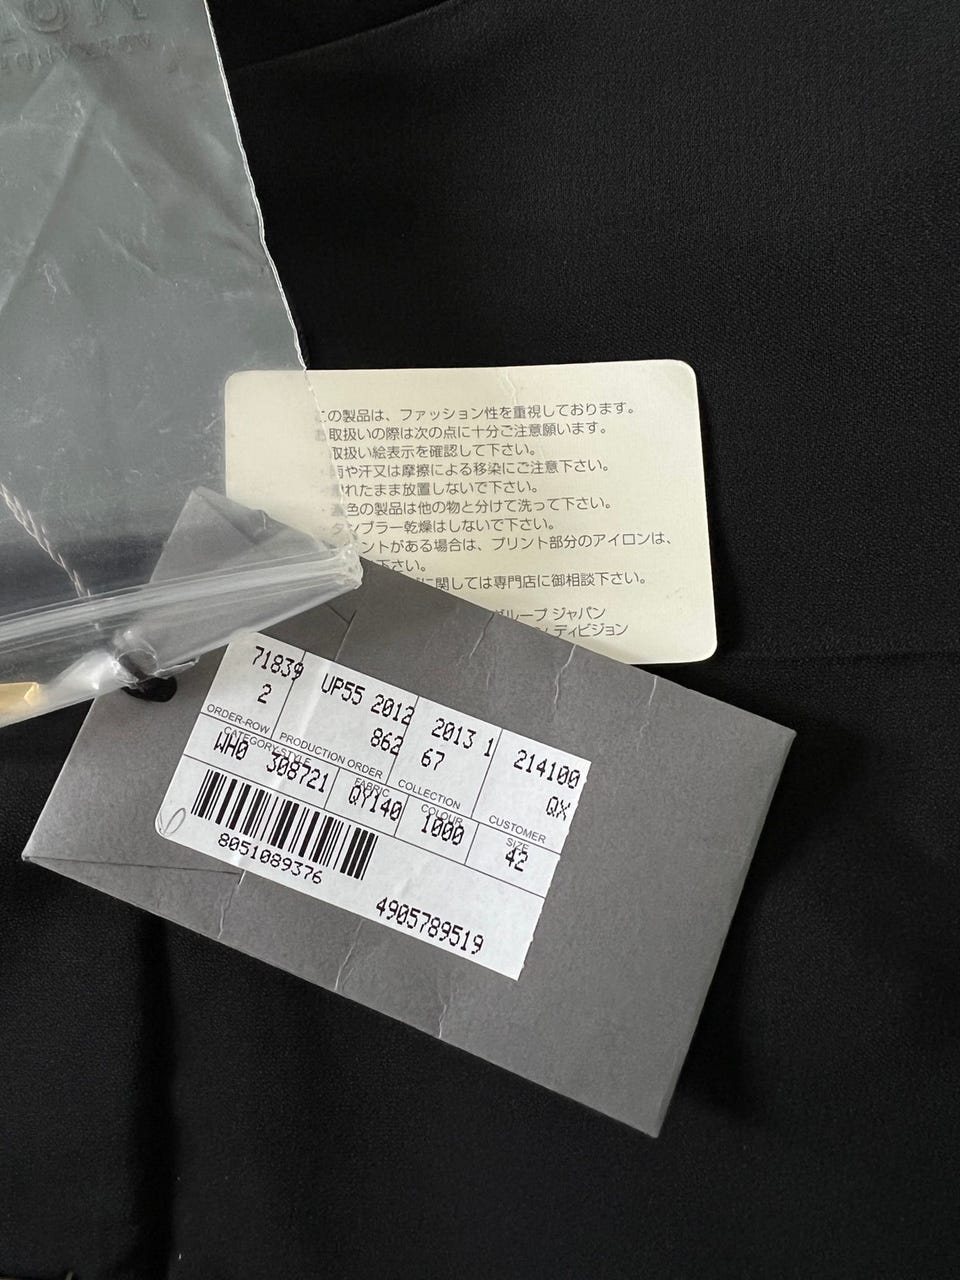 の製品は、ファッション性を重視しております。
取扱いの際は次の点に十分ご注意願います。
取扱い絵表示を確認して下さい。
雨や汗又は摩擦による移染にご注意下さい。
れたまま放置しないで下さい。
色の製品は他の物と分けて洗って下さい。
タンブラー乾燥はしないで下さい。
ントがある場合は、プリント部分のアイロンは、
下さい。
に関しては専門店に御相談下さい。
グループ ジャパン
ディビジョン
71839 UP55 2012 2013 1 214100
2 862 67 QX
ORDER-ROW PRODUCTION ORDER COLLECTION CUSTOMER
CATEGORY-STYLE FABRIC COLOUR SIZE
WH0 308721 QY140 1000 42
8051089376
4905789519